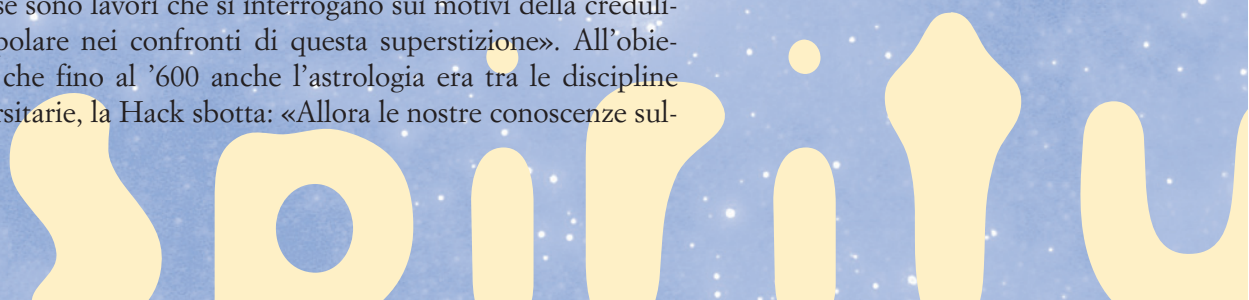 se sono lavori che si interrogano sui motivi della creduli-
polare nei confronti di questa superstizione». All’obie-
che fino al ’600 anche l’astrologia era tra le discipline
rsitarie, la Hack sbotta: «Allora le nostre conoscenze sul-
spiritu